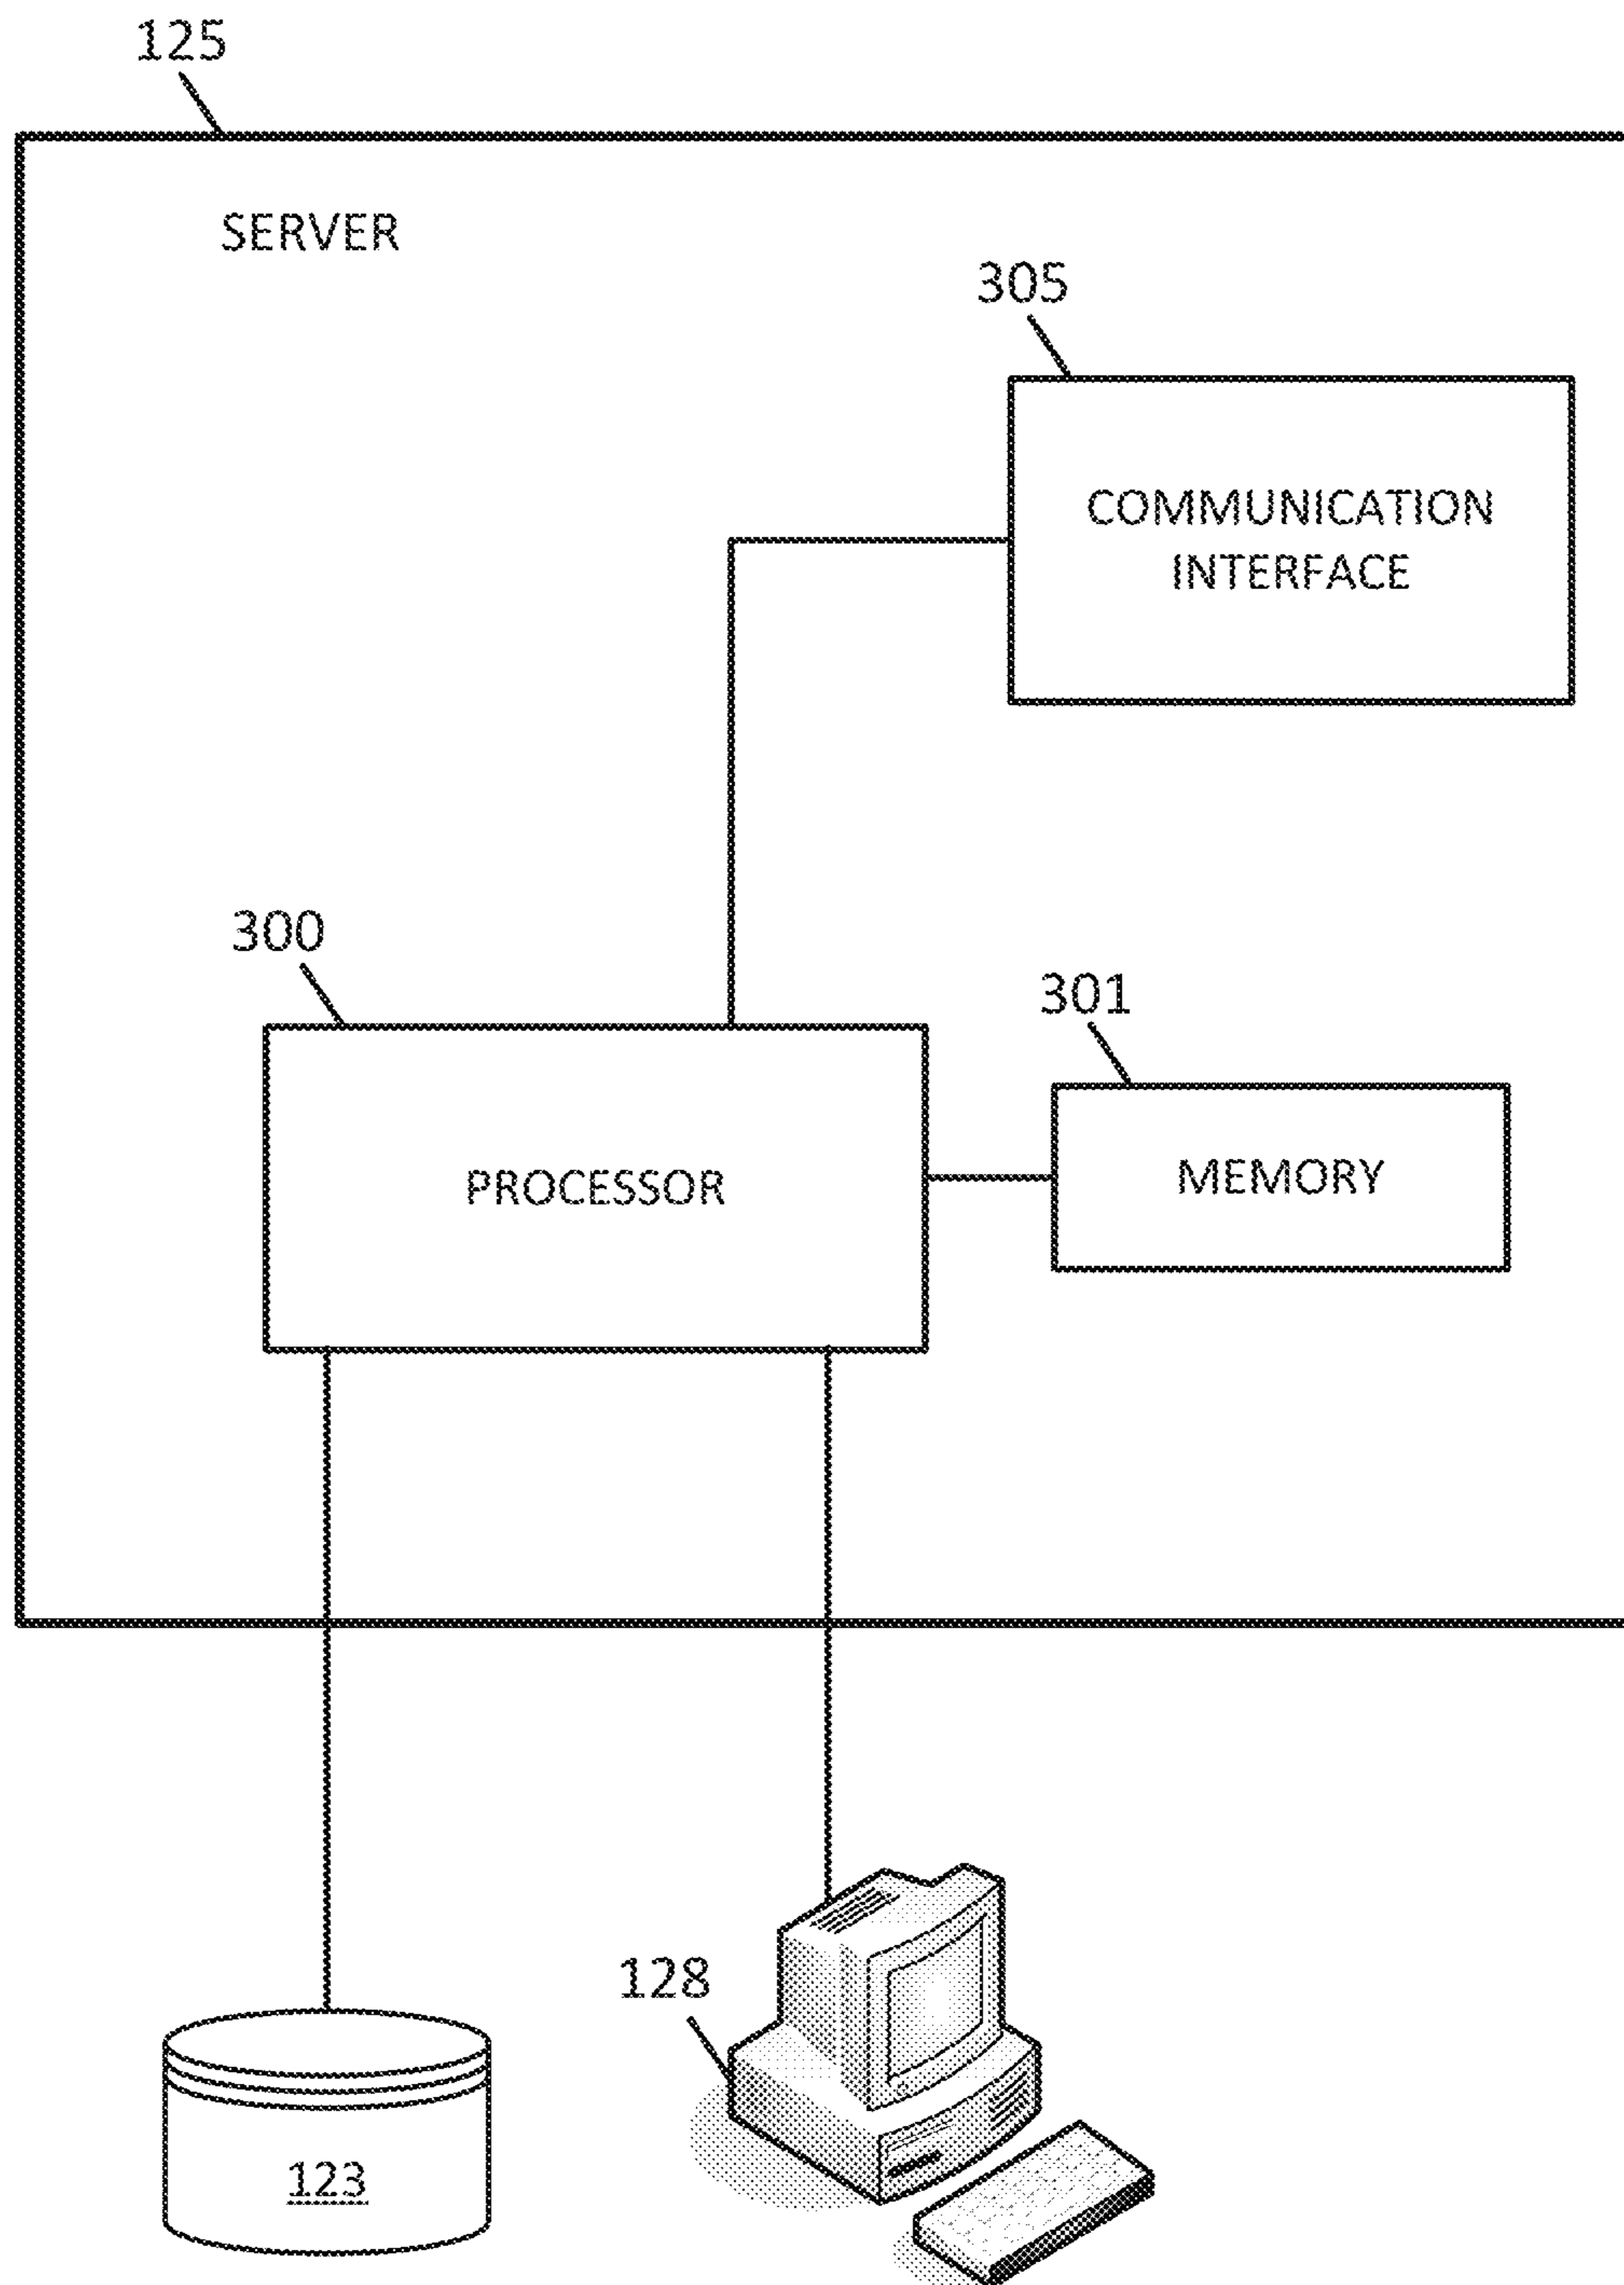 125
SERVER
305
COMMUNICATION
INTERFACE
300
301
PROCESSOR
MEMORY
128
123